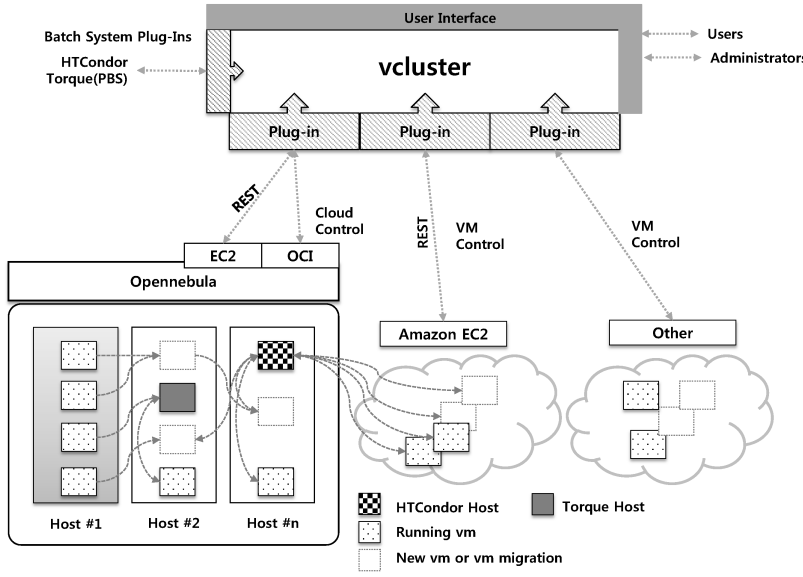 User Interface
Batch System Plug-Ins
HTCondor
Torque(PBS)
vcluster
Users
Administrators
Plug-in
Plug-in
Plug-in
REST
Cloud
Control
REST
VM
Control
VM
Control
EC2
OCI
Opennebula
Amazon EC2
Other
Host #1
Host #2
Host #n
HTCondor Host
Torque Host
Running vm
New vm or vm migration